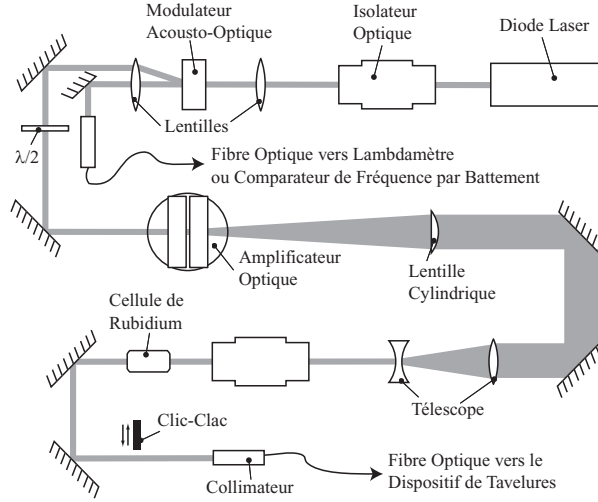 Modulateur
Acousto-Optique
Isolateur
Optique
Diode Laser
Lentilles
λ/2
Fibre Optique vers Lambdamètre
ou Comparateur de Fréquence par Battement
Amplificateur
Optique
Lentille
Cylindrique
Cellule de
Rubidium
Télescope
Clic-Clac
Collimateur
Fibre Optique vers le
Dispositif de Tavelures